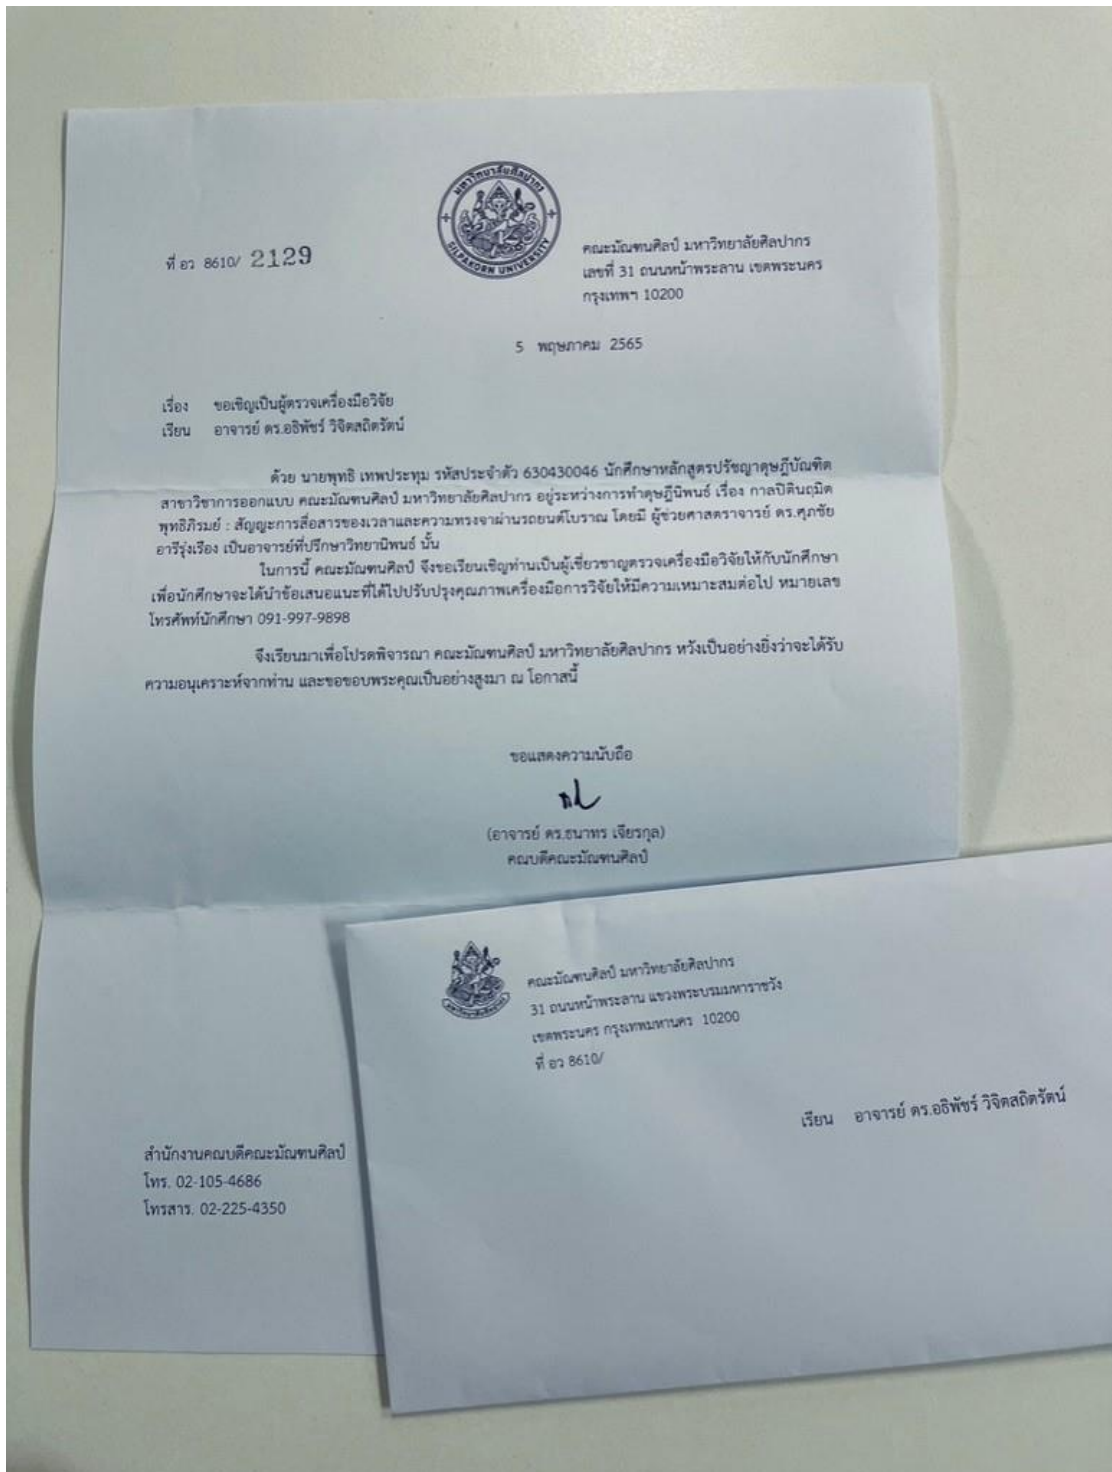 มหาวิทยาลัยศิลปากร
SILPAKORN UNIVERSITY
ที่ อว 8610/ 2129
คณะมัณฑนศิลป์ มหาวิทยาลัยศิลปากร
เลขที่ 31 ถนนหน้าพระลาน เขตพระนคร
กรุงเทพฯ 10200
5 พฤษภาคม 2565
เรื่อง ขอเชิญเป็นผู้ตรวจเครื่องมือวิจัย
เรียน อาจารย์ ดร.อธิพัชร์ วิจิตสถิตรัตน์
ด้วย นายพุทธิ เทพประทุม รหัสประจำตัว 630430046 นักศึกษาหลักสูตรปรัชญาดุษฎีบัณฑิต
สาขาวิชาการออกแบบ คณะมัณฑนศิลป์ มหาวิทยาลัยศิลปากร อยู่ระหว่างการทำดุษฎีนิพนธ์ เรื่อง กาลปิตินฤมิต
พุทธิภิรมย์ : สัญญะการสื่อสารของเวลาและความทรงจำผ่านรถยนต์โบราณ โดยมี ผู้ช่วยศาสตราจารย์ ดร.ศุภชัย
อารีรุ่งเรือง เป็นอาจารย์ที่ปรึกษาวิทยานิพนธ์ นั้น
ในการนี้ คณะมัณฑนศิลป์ จึงขอเรียนเชิญท่านเป็นผู้เชี่ยวชาญตรวจเครื่องมือวิจัยให้กับนักศึกษา
เพื่อนักศึกษาจะได้นำข้อเสนอแนะที่ได้ไปปรับปรุงคุณภาพเครื่องมือการวิจัยให้มีความเหมาะสมต่อไป หมายเลข
โทรศัพท์นักศึกษา 091-997-9898
จึงเรียนมาเพื่อโปรดพิจารณา คณะมัณฑนศิลป์ มหาวิทยาลัยศิลปากร หวังเป็นอย่างยิ่งว่าจะได้รับ
ความอนุเคราะห์จากท่าน และขอขอบพระคุณเป็นอย่างสูงมา ณ โอกาสนี้
ขอแสดงความนับถือ
(อาจารย์ ดร.ธนาทร เจียรกุล)
คณบดีคณะมัณฑนศิลป์
สำนักงานคณบดีคณะมัณฑนศิลป์
โทร. 02-105-4686
โทรสาร. 02-225-4350
มหาวิทยาลัยศิลปากร
คณะมัณฑนศิลป์ มหาวิทยาลัยศิลปากร
31 ถนนหน้าพระลาน แขวงพระบรมมหาราชวัง
เขตพระนคร กรุงเทพมหานคร 10200
ที่ อว 8610/
เรียน อาจารย์ ดร.อธิพัชร์ วิจิตสถิตรัตน์